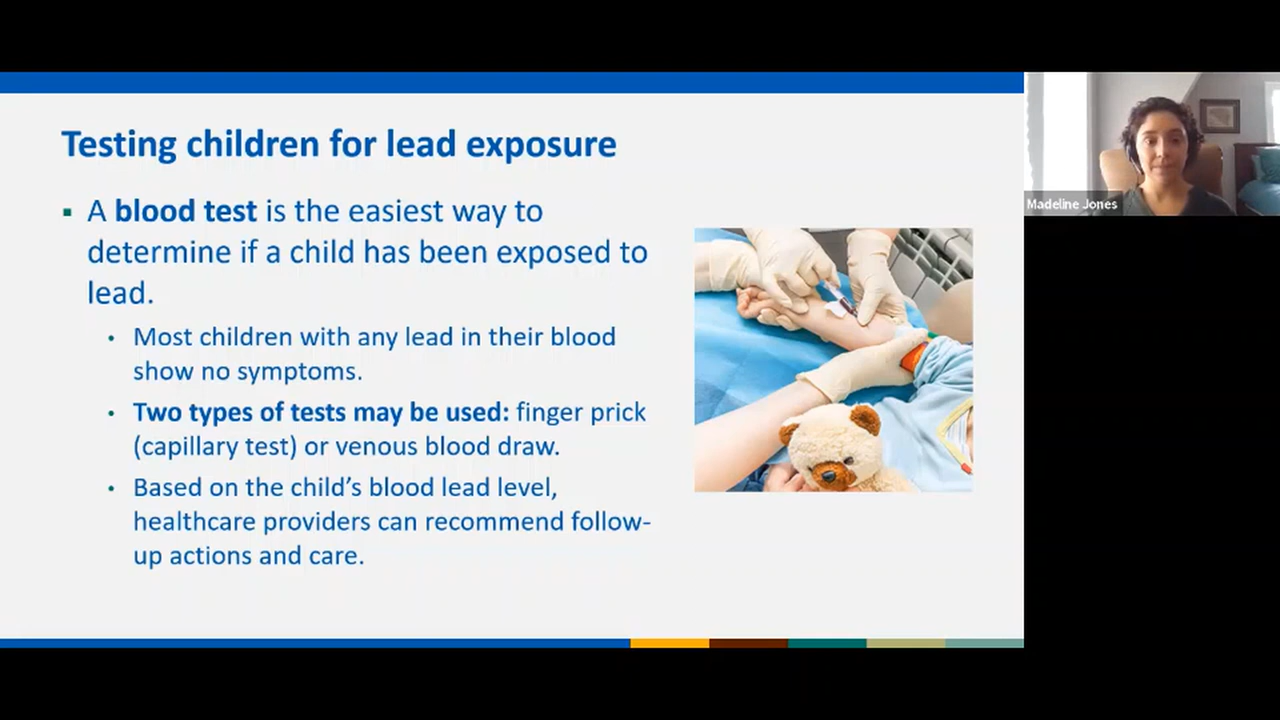 Testing children for lead exposure
▪ A blood test is the easiest way to
determine if a child has been exposed to
lead.
• Most children with any lead in their blood
show no symptoms.
• Two types of tests may be used: finger prick
(capillary test) or venous blood draw.
• Based on the child’s blood lead level,
healthcare providers can recommend follow-
up actions and care.
Madeline Jones